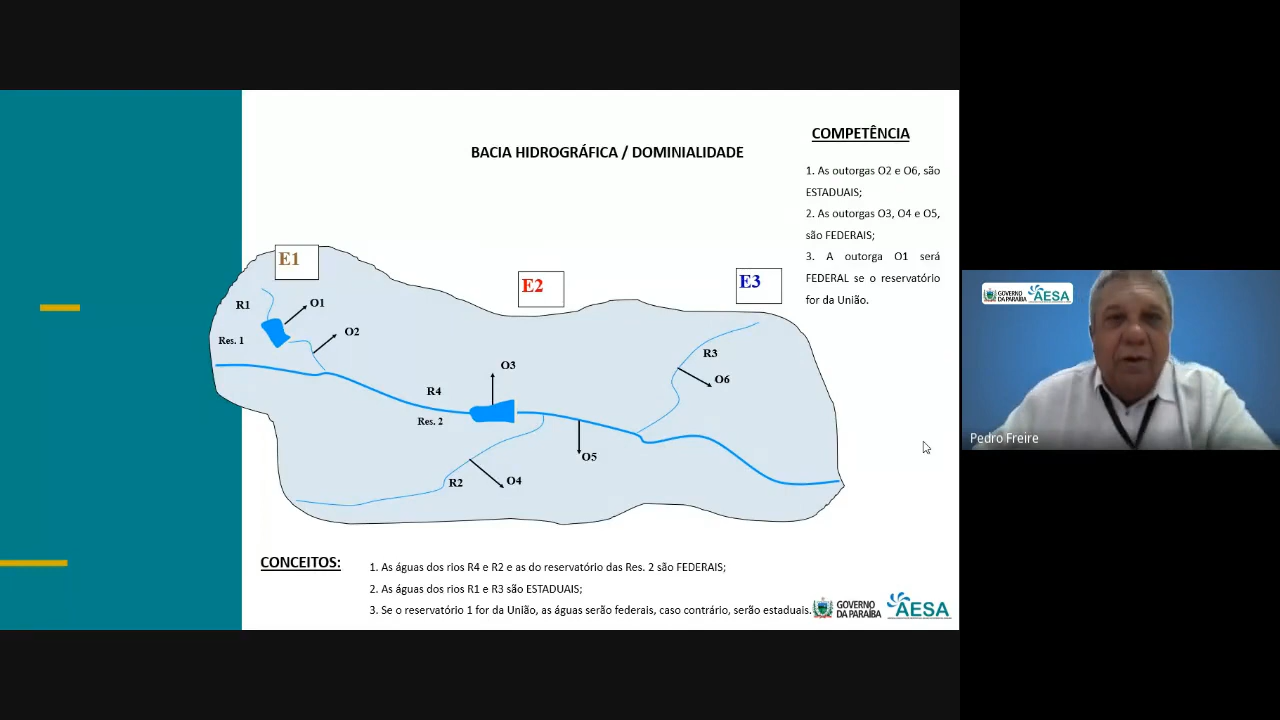 BACIA HIDROGRÁFICA / DOMINIALIDADE
COMPETÊNCIA
1. As outorgas O2 e O6, são
ESTADUAIS;
2. As outorgas O3, O4 e O5,
são FEDERAIS;
3. A outorga O1 será
FEDERAL se o reservatório
for da União.
E1
E2
E3
R1
O1
O2
Res. 1
R4
O3
Res. 2
R3
O6
O5
R2
O4
CONCEITOS:
1. As águas dos rios R4 e R2 e as do reservatório das Res. 2 são FEDERAIS;
2. As águas dos rios R1 e R3 são ESTADUAIS;
3. Se o reservatório 1 for da União, as águas serão federais, caso contrário, serão estaduais.
GOVERNO
DA PARAÍBA
AESA
GOVERNO
DA PARAÍBA
AESA
Pedro Freire